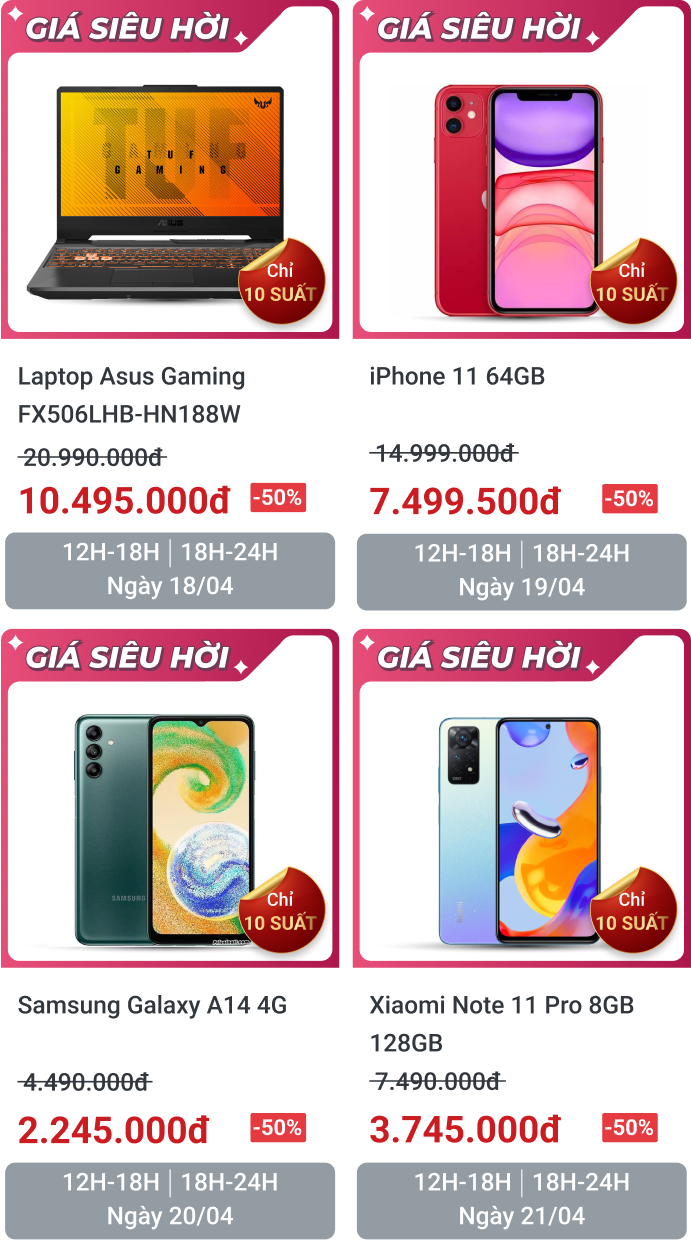 GIÁ SIÊU HỜI
TUF
GAMING
TUF
GAMING
ASUS
Chỉ
10 SUẤT
Laptop Asus Gaming
FX506LHB-HN188W
20.990.000đ
10.495.000đ -50%
12H-18H | 18H-24H
Ngày 18/04
GIÁ SIÊU HỜI
Chỉ
10 SUẤT
iPhone 11 64GB
14.999.000đ
7.499.500đ -50%
12H-18H | 18H-24H
Ngày 19/04
GIÁ SIÊU HỜI
SAMSUNG
Chỉ
10 SUẤT
Samsung Galaxy A14 4G
4.490.000đ
2.245.000đ -50%
12H-18H | 18H-24H
Ngày 20/04
GIÁ SIÊU HỜI
Chỉ
10 SUẤT
Xiaomi Note 11 Pro 8GB
128GB
7.490.000đ
3.745.000đ -50%
12H-18H | 18H-24H
Ngày 21/04